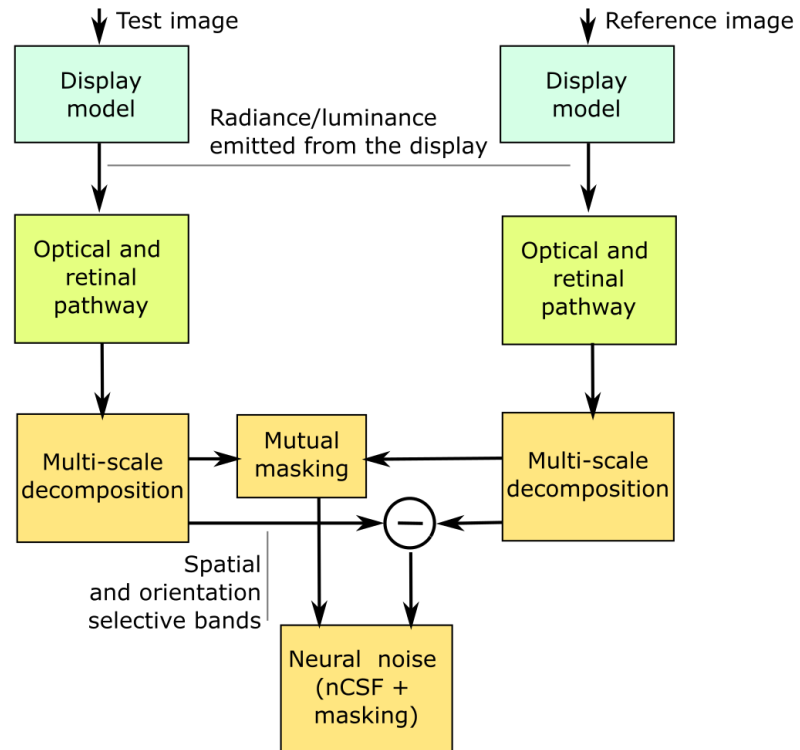 Test image
Reference image
Display
model
Display
model
Radiance/luminance
emitted from the display
Optical and
retinal
pathway
Optical and
retinal
pathway
Multi-scale
decomposition
Mutual
masking
Multi-scale
decomposition
Spatial
and orientation
selective bands
Neural noise
(nCSF +
masking)